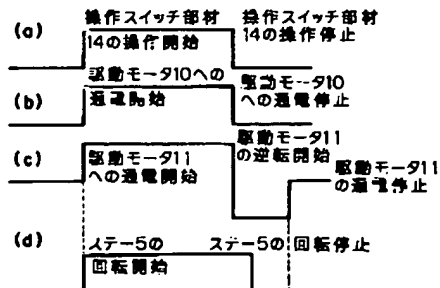 (a)
操作スイッチ部材
14の操作開始
操作スイッチ部材
14の操作停止
(b)
駆動モータ10への
通電開始
駆動モータ10
への通電停止
(c)
駆動モータ11
への通電開始
駆動モータ11
の逆転開始
駆動モータ11
の通電停止
(d)
ステー5の
回転開始
ステー5の回転停止